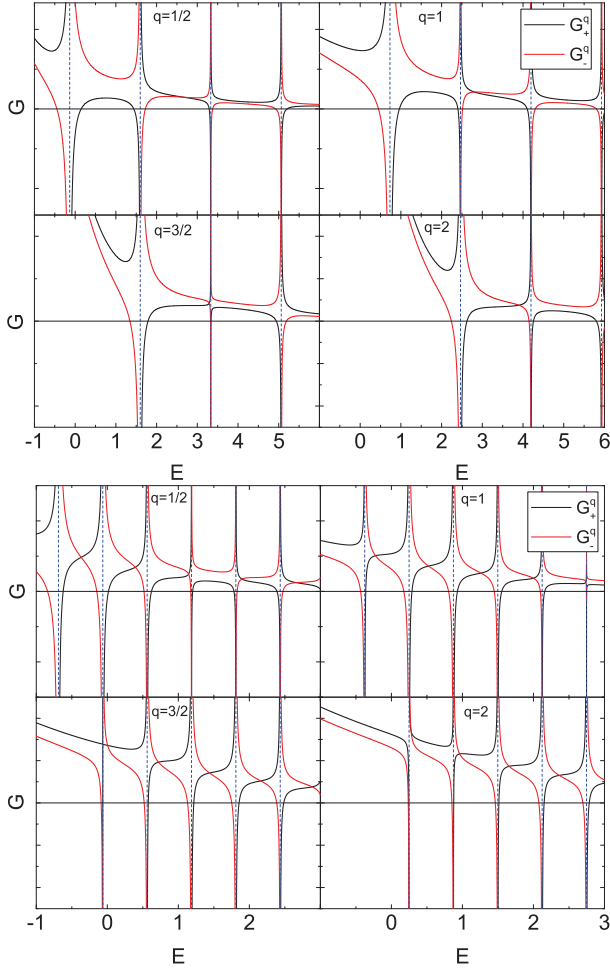 q=1/2
q=1
G₊^q
G₋^q
G
q=3/2
q=2
-1 0 1 2 3 4 5
0 1 2 3 4 5 6
E
E
q=1/2
q=1
G₊^q
G₋^q
G
q=3/2
q=2
G
-1 0 1 2
0 1 2 3
E
E
G